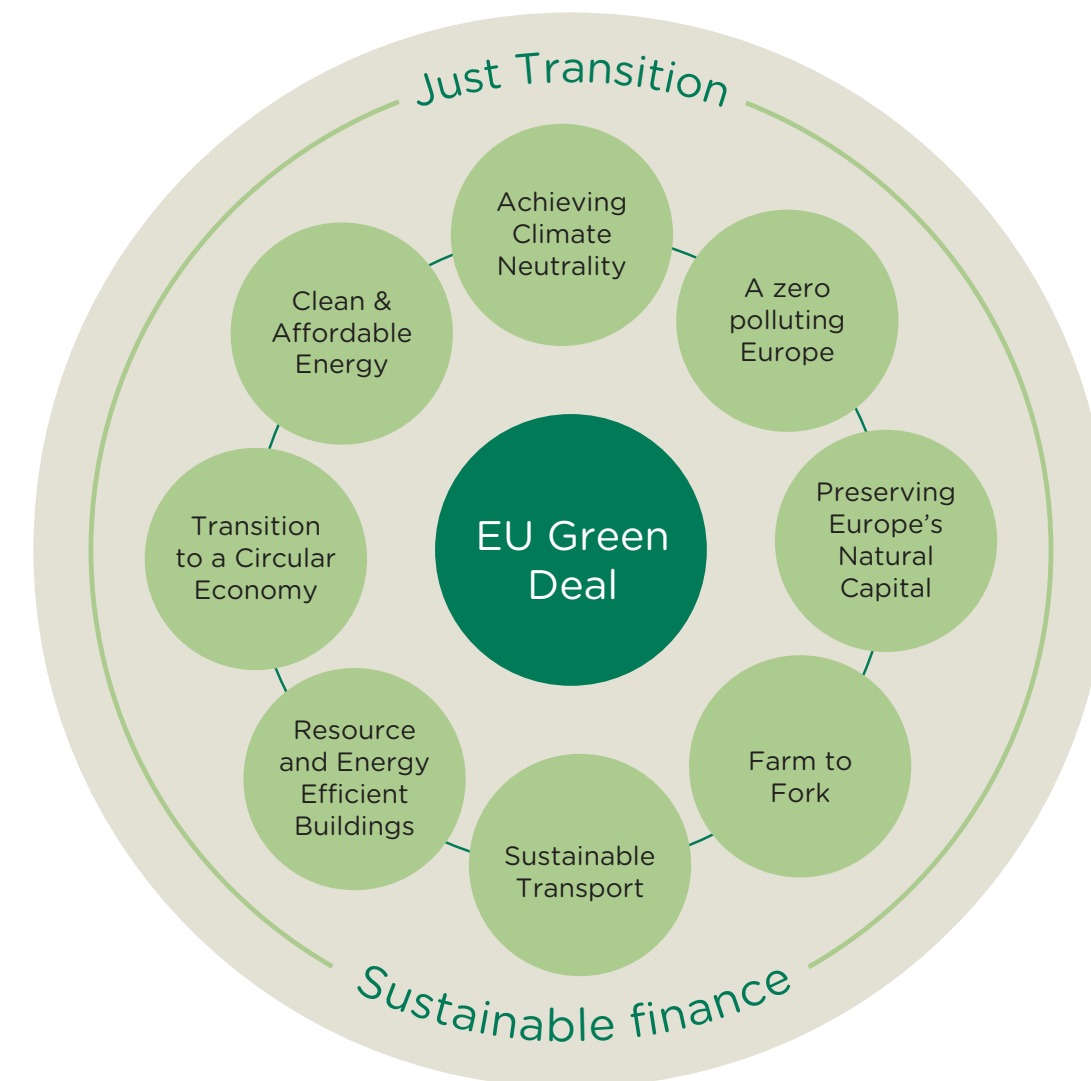 Just Transition
Achieving
Climate
Neutrality
A zero
polluting
Europe
Preserving
Europe’s
Natural
Capital
Farm to
Fork
Sustainable
Transport
Resource
and Energy
Efficient
Buildings
Transition
to a Circular
Economy
Clean &
Affordable
Energy
EU Green
Deal
Sustainable finance